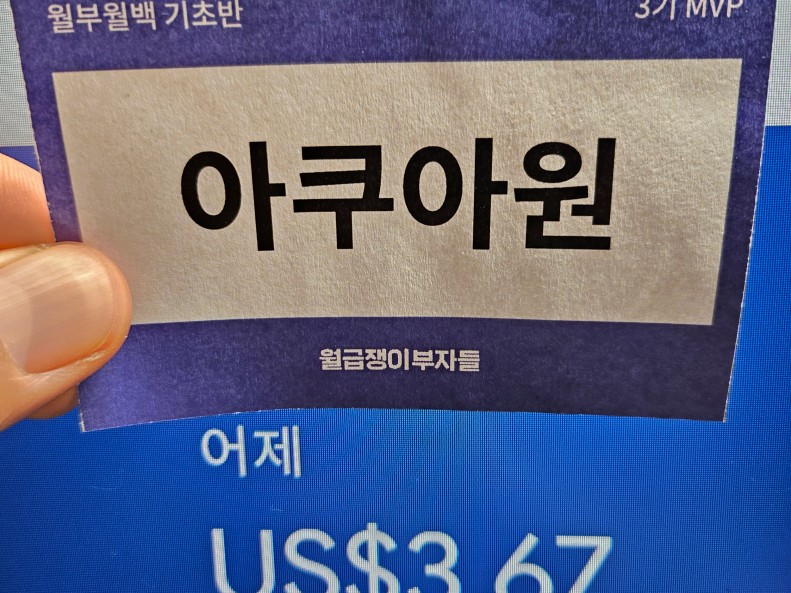 월부월백 기초반
3기 MVP
아쿠아원
월급쟁이부자들
어제
US$3.67